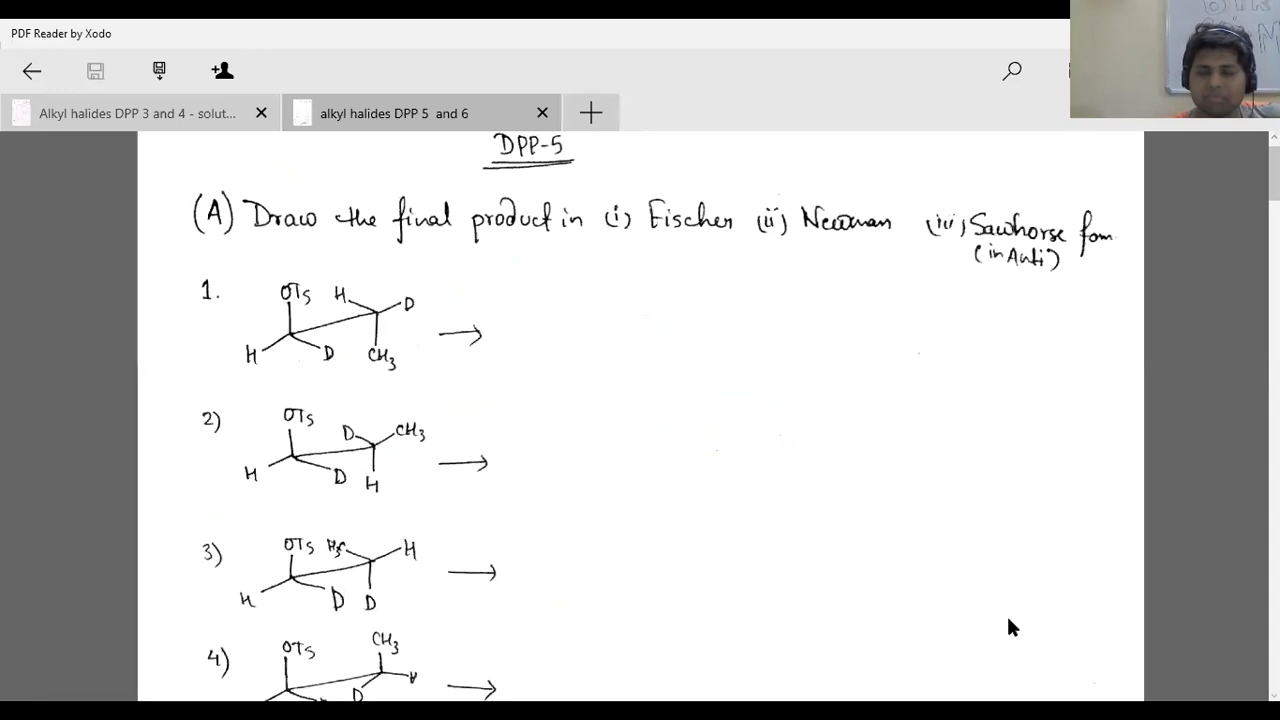 PDF Reader by Xodo
Alkyl halides DPP 3 and 4 - solut...
alkyl halides DPP 5 and 6
DPP-5
(A) Draw the final product in (i) Fischer (ii) Newman (iii) Sawhorse form
(in Anti)
1.
OTs H D
H D CH3
2)
OTs D CH3
H D H
3)
OTs H3C H
H D D
4)
OTs CH3
D